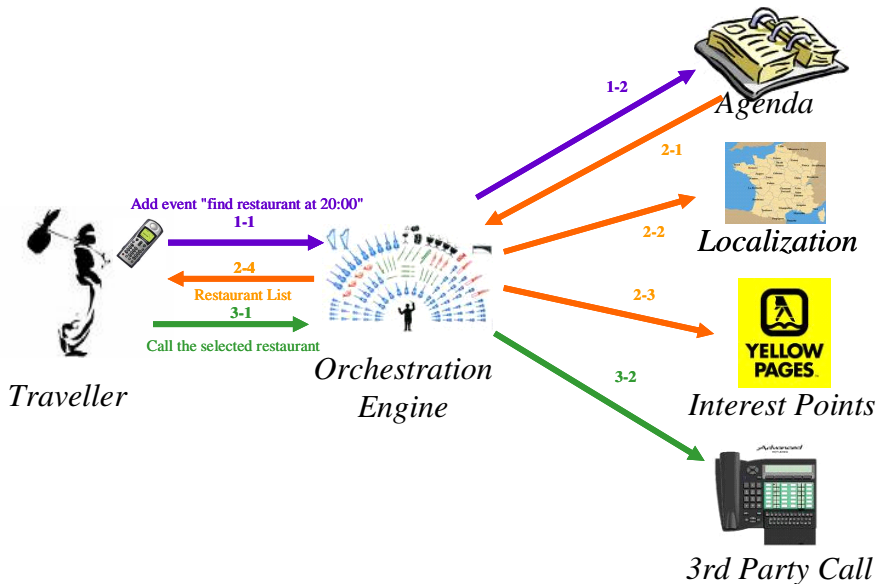 1-2
Agenda
2-1
Add event "find restaurant at 20:00"
1-1
2-2
Localization
2-4
Restaurant List
2-3
3-1
Call the selected restaurant
YELLOW
PAGES
Orchestration
Engine
3-2
Traveller
Interest Points
Advanced
3rd Party Call